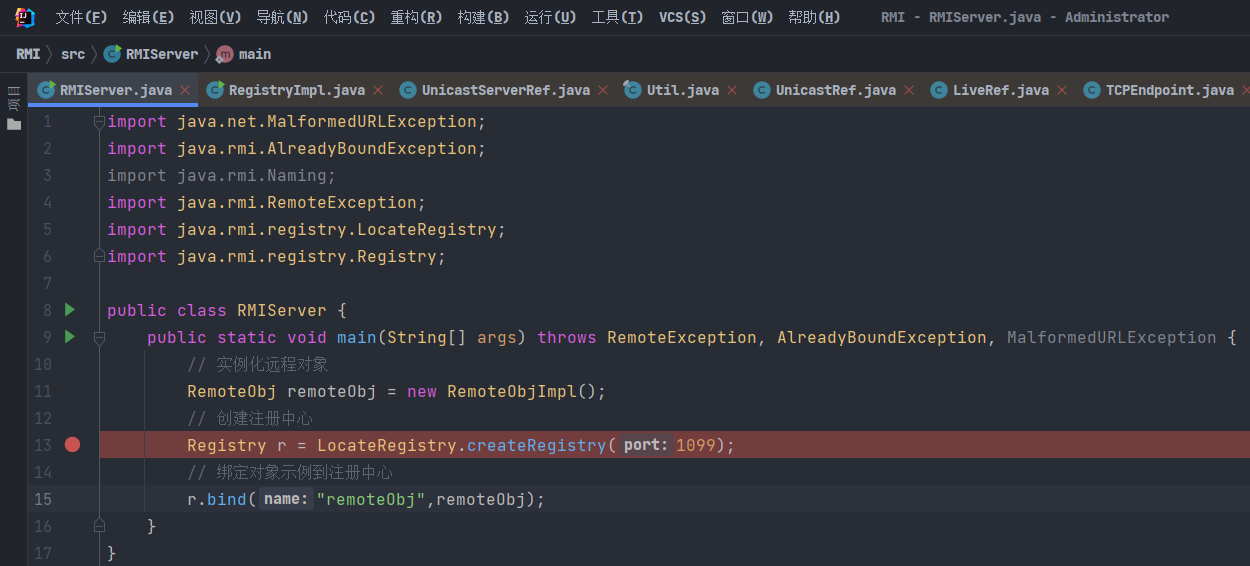 文件(F) 编辑(E) 视图(V) 导航(N) 代码(C) 重构(R) 构建(B) 运行(U) 工具(T) VCS(S) 窗口(W) 帮助(H) RMI - RMIServer.java - Administrator
RMI src RMIServer main
项目
RMIServer.java RegistryImpl.java UnicastServerRef.java Util.java UnicastRef.java LiveRef.java TCPEndpoint.java
1 import java.net.MalformedURLException;
2 import java.rmi.AlreadyBoundException;
3 import java.rmi.Naming;
4 import java.rmi.RemoteException;
5 import java.rmi.registry.LocateRegistry;
6 import java.rmi.registry.Registry;
7
8 public class RMIServer {
9 public static void main(String[] args) throws RemoteException, AlreadyBoundException, MalformedURLException {
10 // 实例化远程对象
11 RemoteObj remoteObj = new RemoteObjImpl();
12 // 创建注册中心
13 Registry r = LocateRegistry.createRegistry( port: 1099);
14 // 绑定对象示例到注册中心
15 r.bind( name: "remoteObj",remoteObj);
16 }
17 }